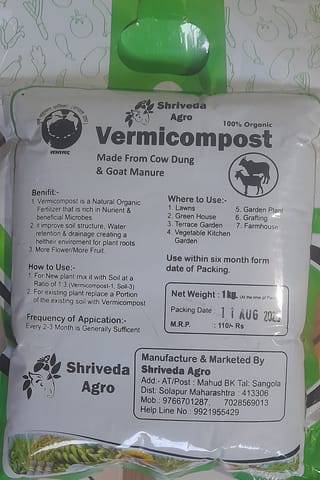 Shriveda
Agro
100% Organic
Vermicompost
Made From Cow Dung
& Goat Manure
Benifit:-
1. Vermicompost is a Natural Organic
Fertilizer that is rich in Nurient &
beneficial Microbes
2. it improve soil structure, Water
retention & drainage creating a
heltheir enviroment for plant roots
3. More Flower/More Fruit.
How to Use:-
1. For New plant mix it with Soil at a
Ratio of 1:3 (Vermicompost-1, Soil-3)
2. For existing plant replace a Portion
of the existing soil with Vermicompost
Frequency of Appication:-
Every 2-3 Month is Generally Sufficent
Where to Use:-
1. Lawns
2. Green House
3. Terrace Garden
4. Vegetable Kitchen
Garden
5. Garden Plant
6. Grafting
7. Farmhouse
Use within six month form
date of Packing.
Net Weight : 1kg. (At the time of
Packing Date 11 AUG
M.R.P. : 110/- Rs
Shriveda
Agro
Manufacture & Marketed By
Shriveda Agro
Add:- AT/Post : Mahud BK Tal: Sangola
Dist: Solapur Maharashtra : 413306
Mob.: 9766701287 7028569013
Help Line No : 9921955429